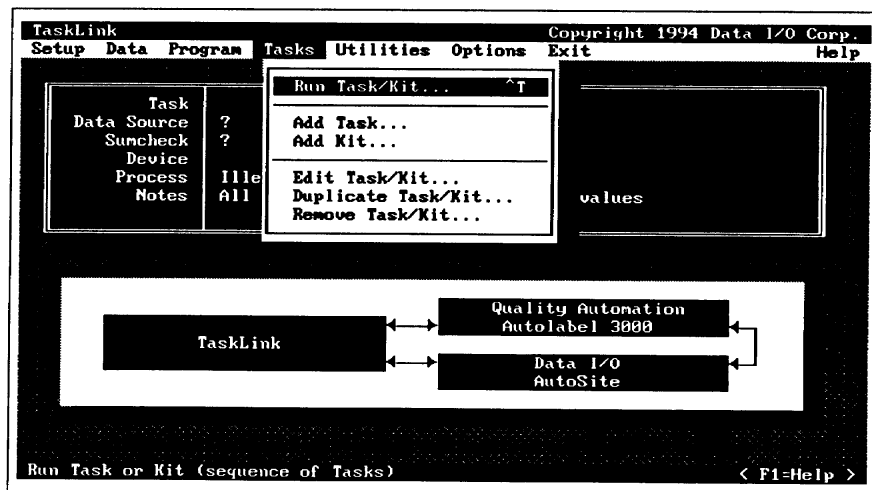 TaskLink Copyright 1994 Data I/O Corp.
Setup Data Program Tasks Utilities Options Exit Help
Run Task/Kit... ^T
Task
Data Source ? Add Task...
Sumcheck ? Add Kit...
Device
Process Ille Edit Task/Kit...
Notes All Duplicate Task/Kit... values
Remove Task/Kit...
Quality Automation
Autolabel 3000
TaskLink
Data I/O
AutoSite
Run Task or Kit (sequence of Tasks) < F1=Help >